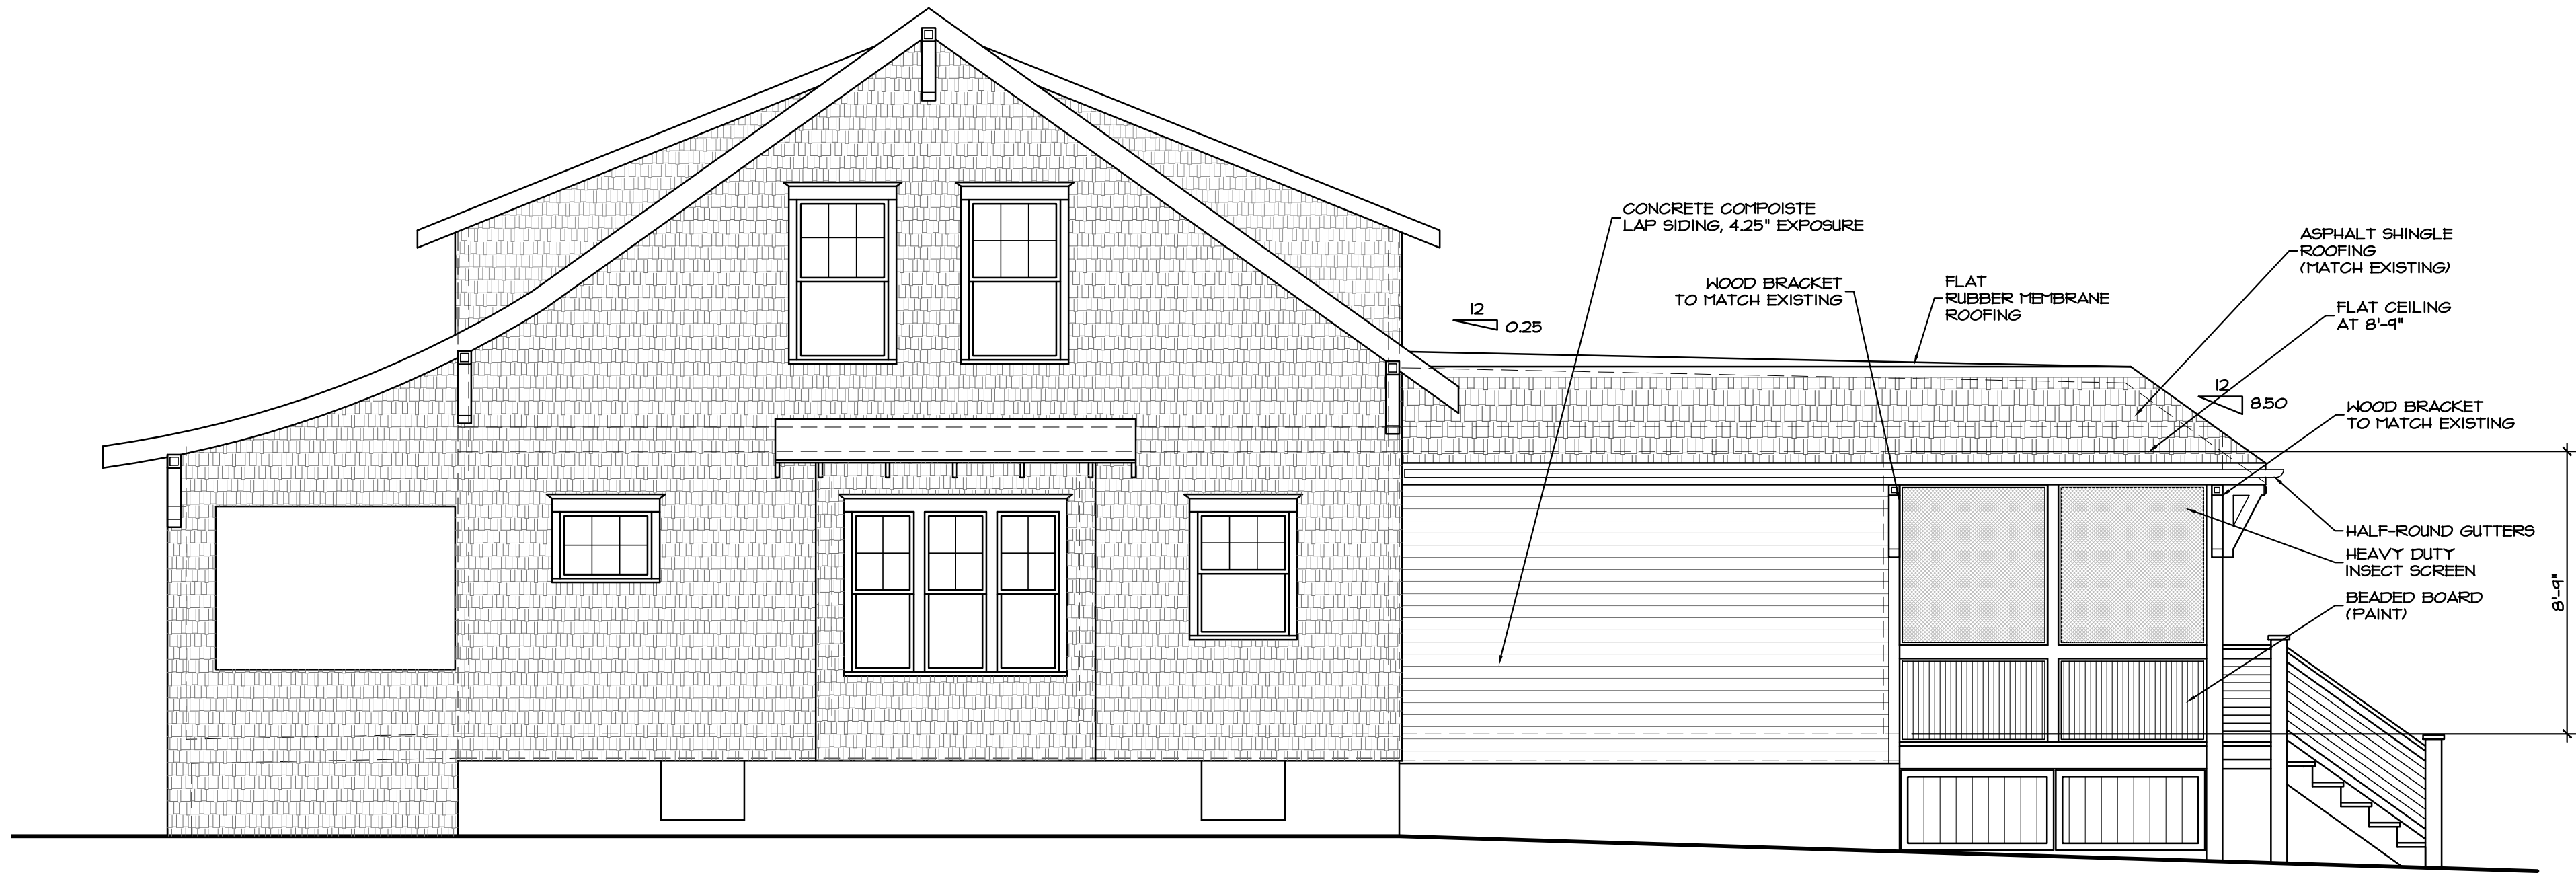 CONCRETE COMPOISTE
LAP SIDING, 4.25" EXPOSURE
WOOD BRACKET
TO MATCH EXISTING
12
0.25
FLAT
RUBBER MEMBRANE
ROOFING
ASPHALT SHINGLE
ROOFING
(MATCH EXISTING)
FLAT CEILING
AT 8'-9"
12
8.50
WOOD BRACKET
TO MATCH EXISTING
HALF-ROUND GUTTERS
HEAVY DUTY
INSECT SCREEN
BEADED BOARD
(PAINT)
8'-9"